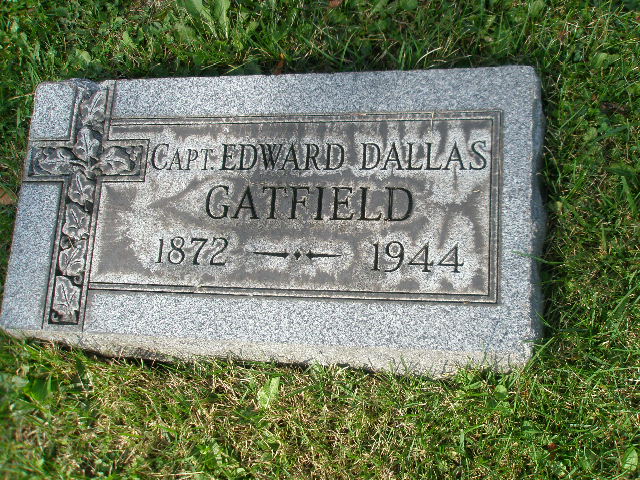 CAPT. EDWARD DALLAS
GATFIELD
1872 1944